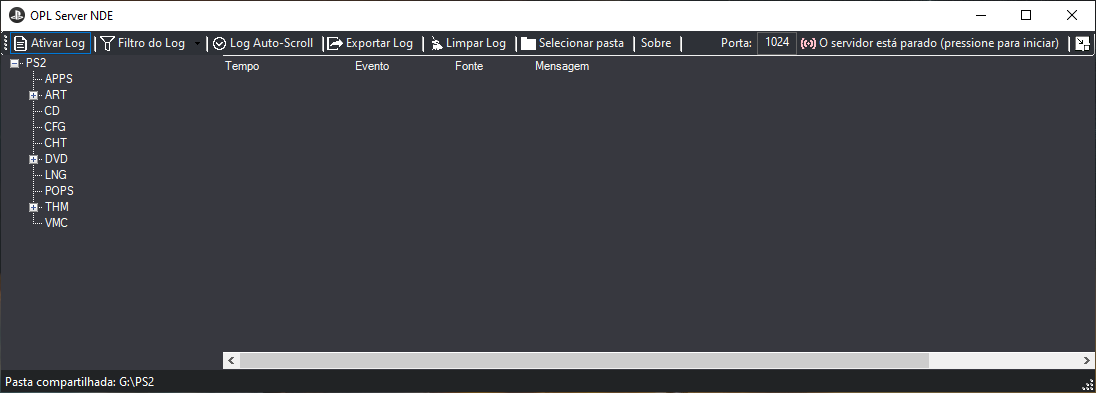 OPL Server NDE
Ativar Log Filtro do Log Log Auto-Scroll Exportar Log Limpar Log Selecionar pasta Sobre Porta: 1024 O servidor está parado (pressione para iniciar)
PS2
APPS
ART
CD
CFG
CHT
DVD
LNG
POPS
THM
VMC
Tempo Evento Fonte Mensagem
Pasta compartilhada: G:\PS2